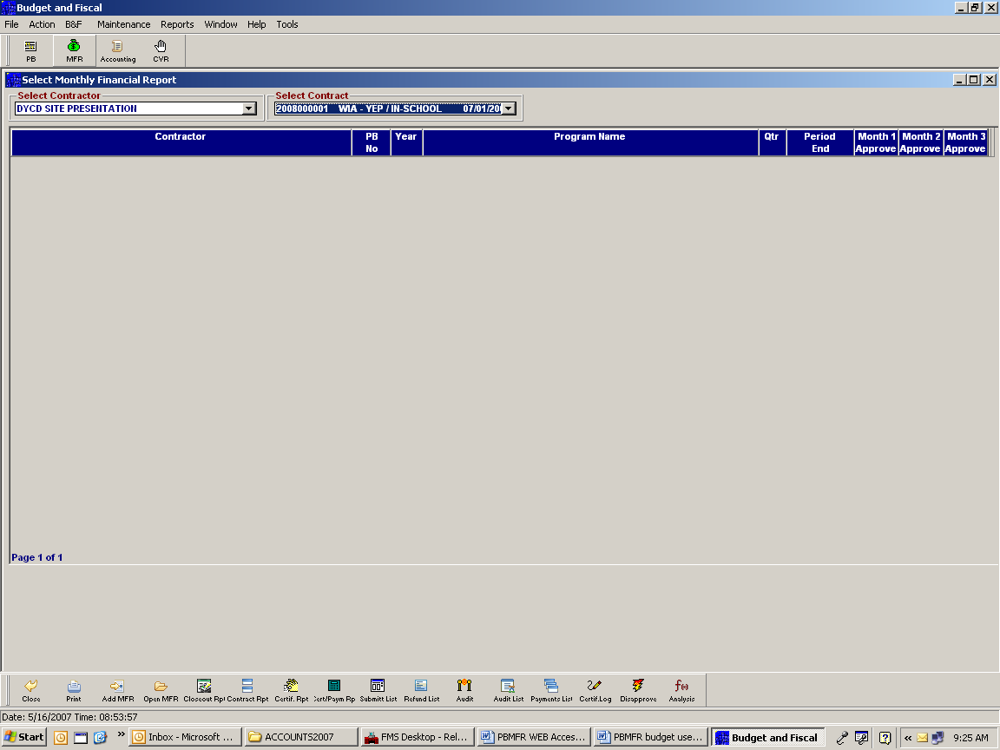 Budget and Fiscal
File Action B&F Maintenance Reports Window Help Tools
PB MFR Accounting CVR
Select Monthly Financial Report
Select Contractor Select Contract
DYCD SITE PRESENTATION 2008000001 WIA - YEP / IN-SCHOOL 07/01/20
Contractor PB No Year Program Name Qtr Period End Month 1 Approve Month 2 Approve Month 3 Approve
Page 1 of 1
Close Print Add MFR Open MFR Closeout Rpt Contract Rpt Certif. Rpt Cert/Paym Rp Submitt List Refund List Audit Audit List Payments List Certif.Log Disapprove Analysis
Date: 5/16/2007 Time: 08:53:57
Start » Inbox - Microsoft ... ACCOUNTS2007 FMS Desktop - Rel... PBMFR WEB Acces... PBMFR budget use... Budget and Fiscal « 9:25 AM